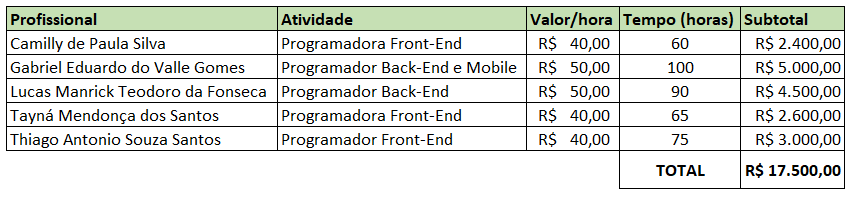 Profissional Atividade Valor/hora Tempo (horas) Subtotal
Camilly de Paula Silva Programadora Front-End R$ 40,00 60 R$ 2.400,00
Gabriel Eduardo do Valle Gomes Programador Back-End e Mobile R$ 50,00 100 R$ 5.000,00
Lucas Manrick Teodoro da Fonseca Programador Back-End R$ 50,00 90 R$ 4.500,00
Tayná Mendonça dos Santos Programadora Front-End R$ 40,00 65 R$ 2.600,00
Thiago Antonio Souza Santos Programador Front-End R$ 40,00 75 R$ 3.000,00
TOTAL R$ 17.500,00